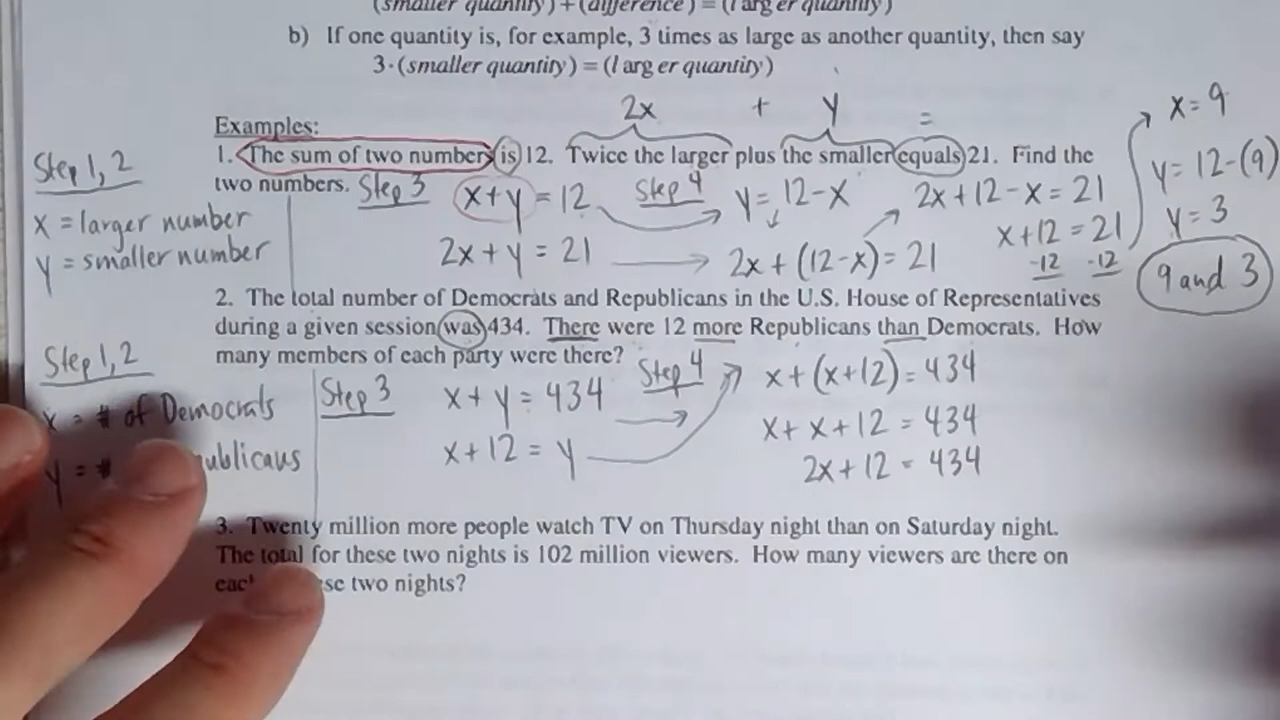 (smaller quantity) + (difference) = (larger quantity)
b) If one quantity is, for example, 3 times as large as another quantity, then say
3·(smaller quantity) = (larger quantity)
2x + y =
Examples:
1. The sum of two numbers is 12. Twice the larger plus the smaller equals 21. Find the
two numbers.
Step 1, 2
x = larger number
y = smaller number
Step 3
x+y = 12
2x + y = 21
Step 4
y = 12-x
2x + (12-x) = 21
2x + 12 - x = 21
x + 12 = 21
-12 -12
x = 9
y = 12-(9)
y = 3
9 and 3
2. The total number of Democrats and Republicans in the U.S. House of Representatives
during a given session was 434. There were 12 more Republicans than Democrats. How
many members of each party were there?
Step 1, 2
x = # of Democrats
y = # ublicans
Step 3
x + y = 434
x + 12 = y
Step 4
x + (x+12) = 434
x + x + 12 = 434
2x + 12 = 434
3. Twenty million more people watch TV on Thursday night than on Saturday night.
The total for these two nights is 102 million viewers. How many viewers are there on
each se two nights?